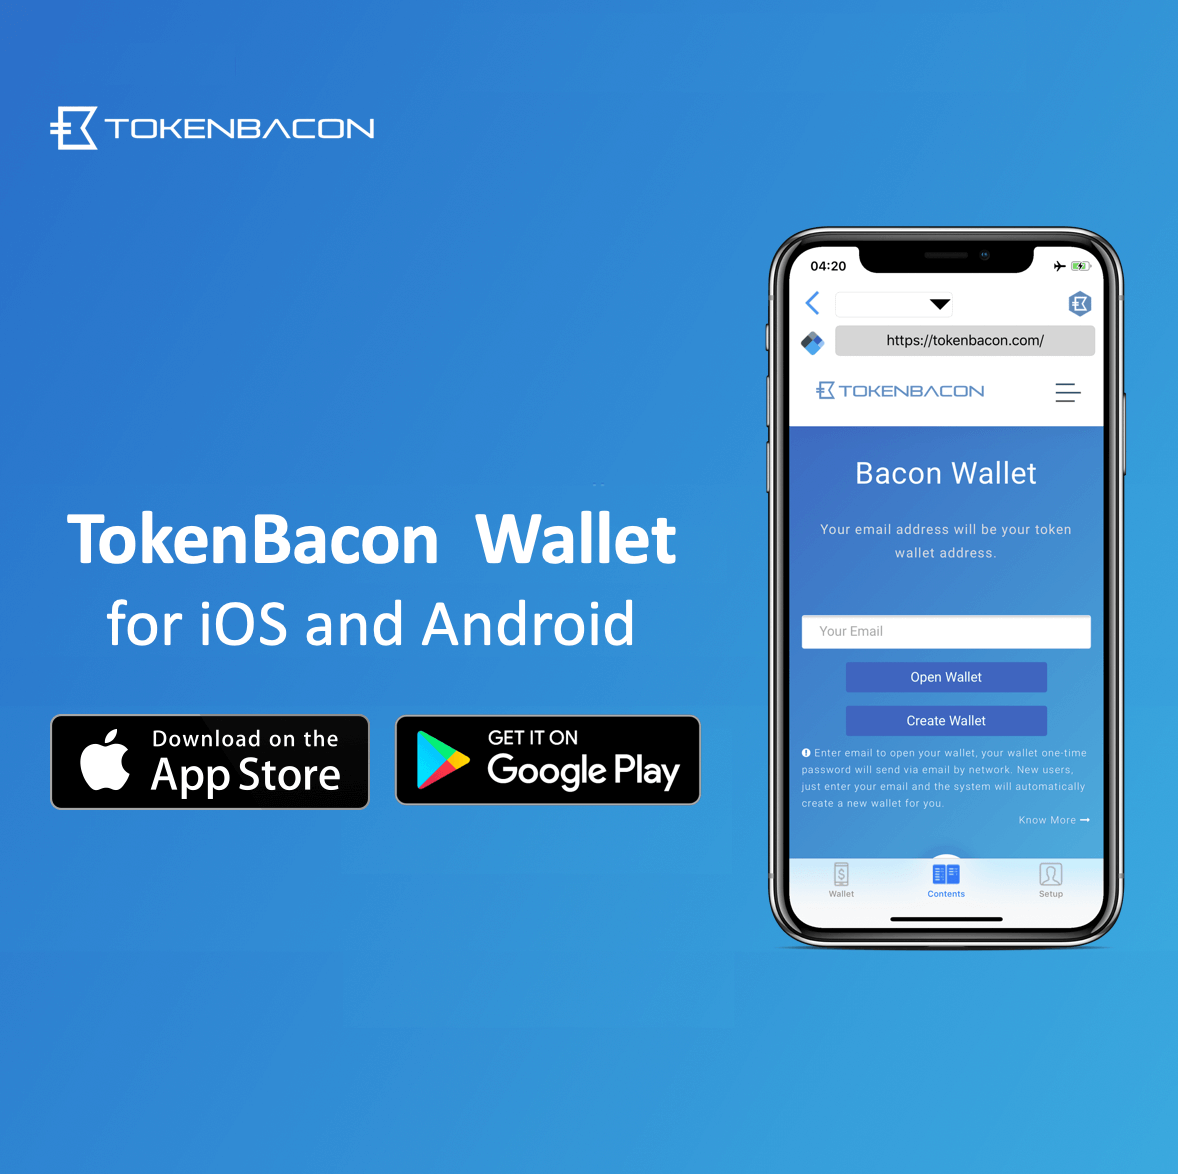 TOKENBACON
TokenBacon Wallet
for iOS and Android
Download on the
App Store
GET IT ON
Google Play
04:20
https://tokenbacon.com/
TOKENBACON
Bacon Wallet
Your email address will be your token
wallet address.
Your Email
Open Wallet
Create Wallet
Enter email to open your wallet, your wallet one-time
password will send via email by network. New users,
just enter your email and the system will automatically
create a new wallet for you.
Know More
Wallet
Contents
Setup